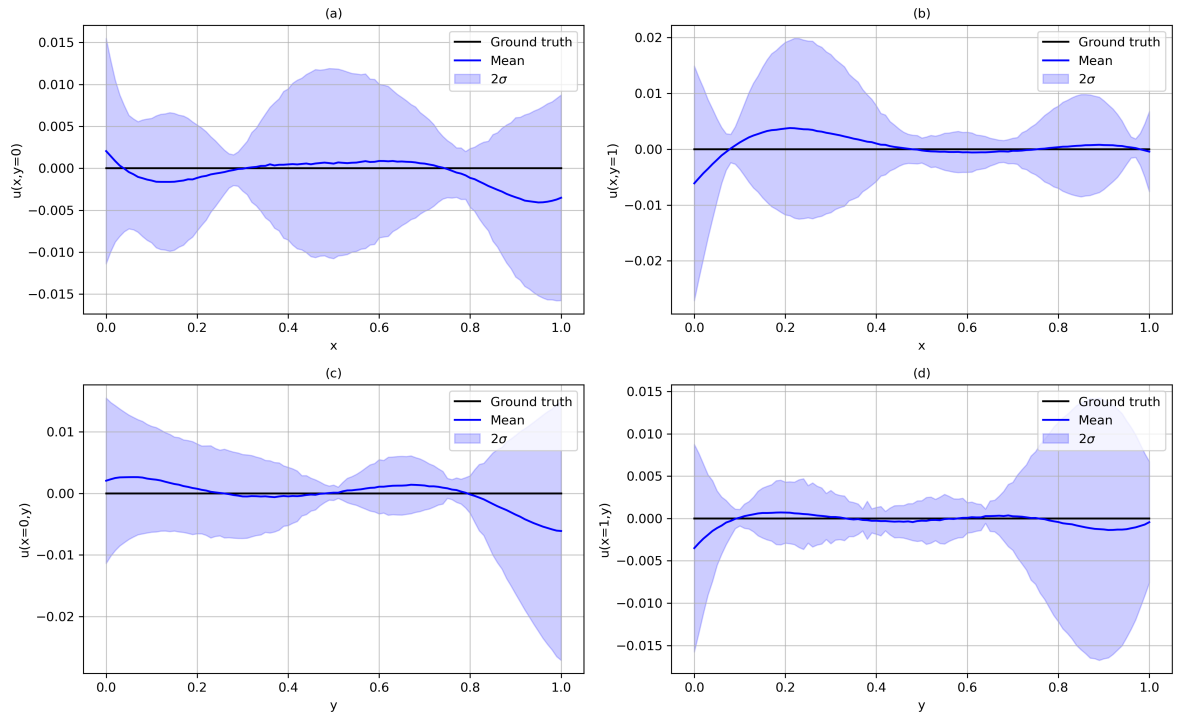 (a)
0.015
0.010
0.005
0.000
−0.005
−0.010
−0.015
u(x,y=0)
Ground truth
Mean
2σ
0.0 0.2 0.4 0.6 0.8 1.0
x
(b)
0.02
0.01
0.00
−0.01
−0.02
u(x,y=1)
Ground truth
Mean
2σ
0.0 0.2 0.4 0.6 0.8 1.0
x
(c)
0.01
0.00
−0.01
−0.02
u(x=0,y)
Ground truth
Mean
2σ
0.0 0.2 0.4 0.6 0.8 1.0
y
(d)
0.015
0.010
0.005
0.000
−0.005
−0.010
−0.015
u(x=1,y)
Ground truth
Mean
2σ
0.0 0.2 0.4 0.6 0.8 1.0
y